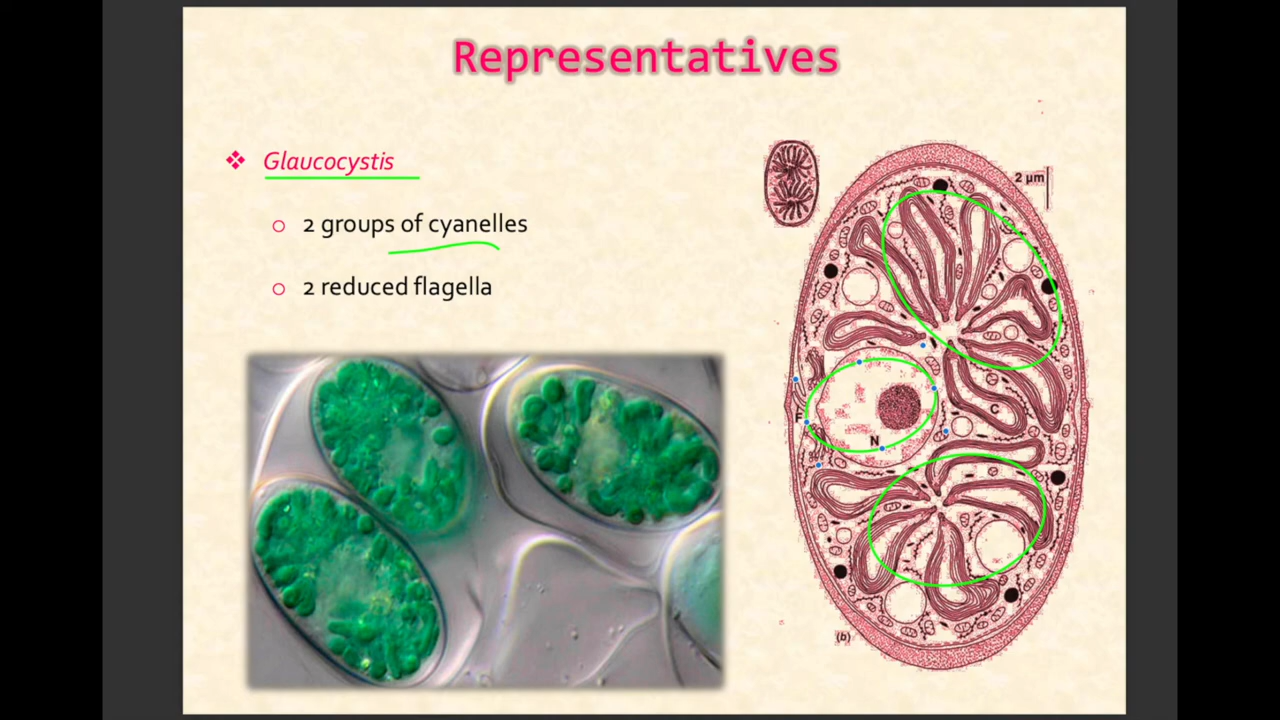 Representatives
❖ Glaucocystis
○ 2 groups of cyanelles
○ 2 reduced flagella
2 µm
C
F
N
(b)